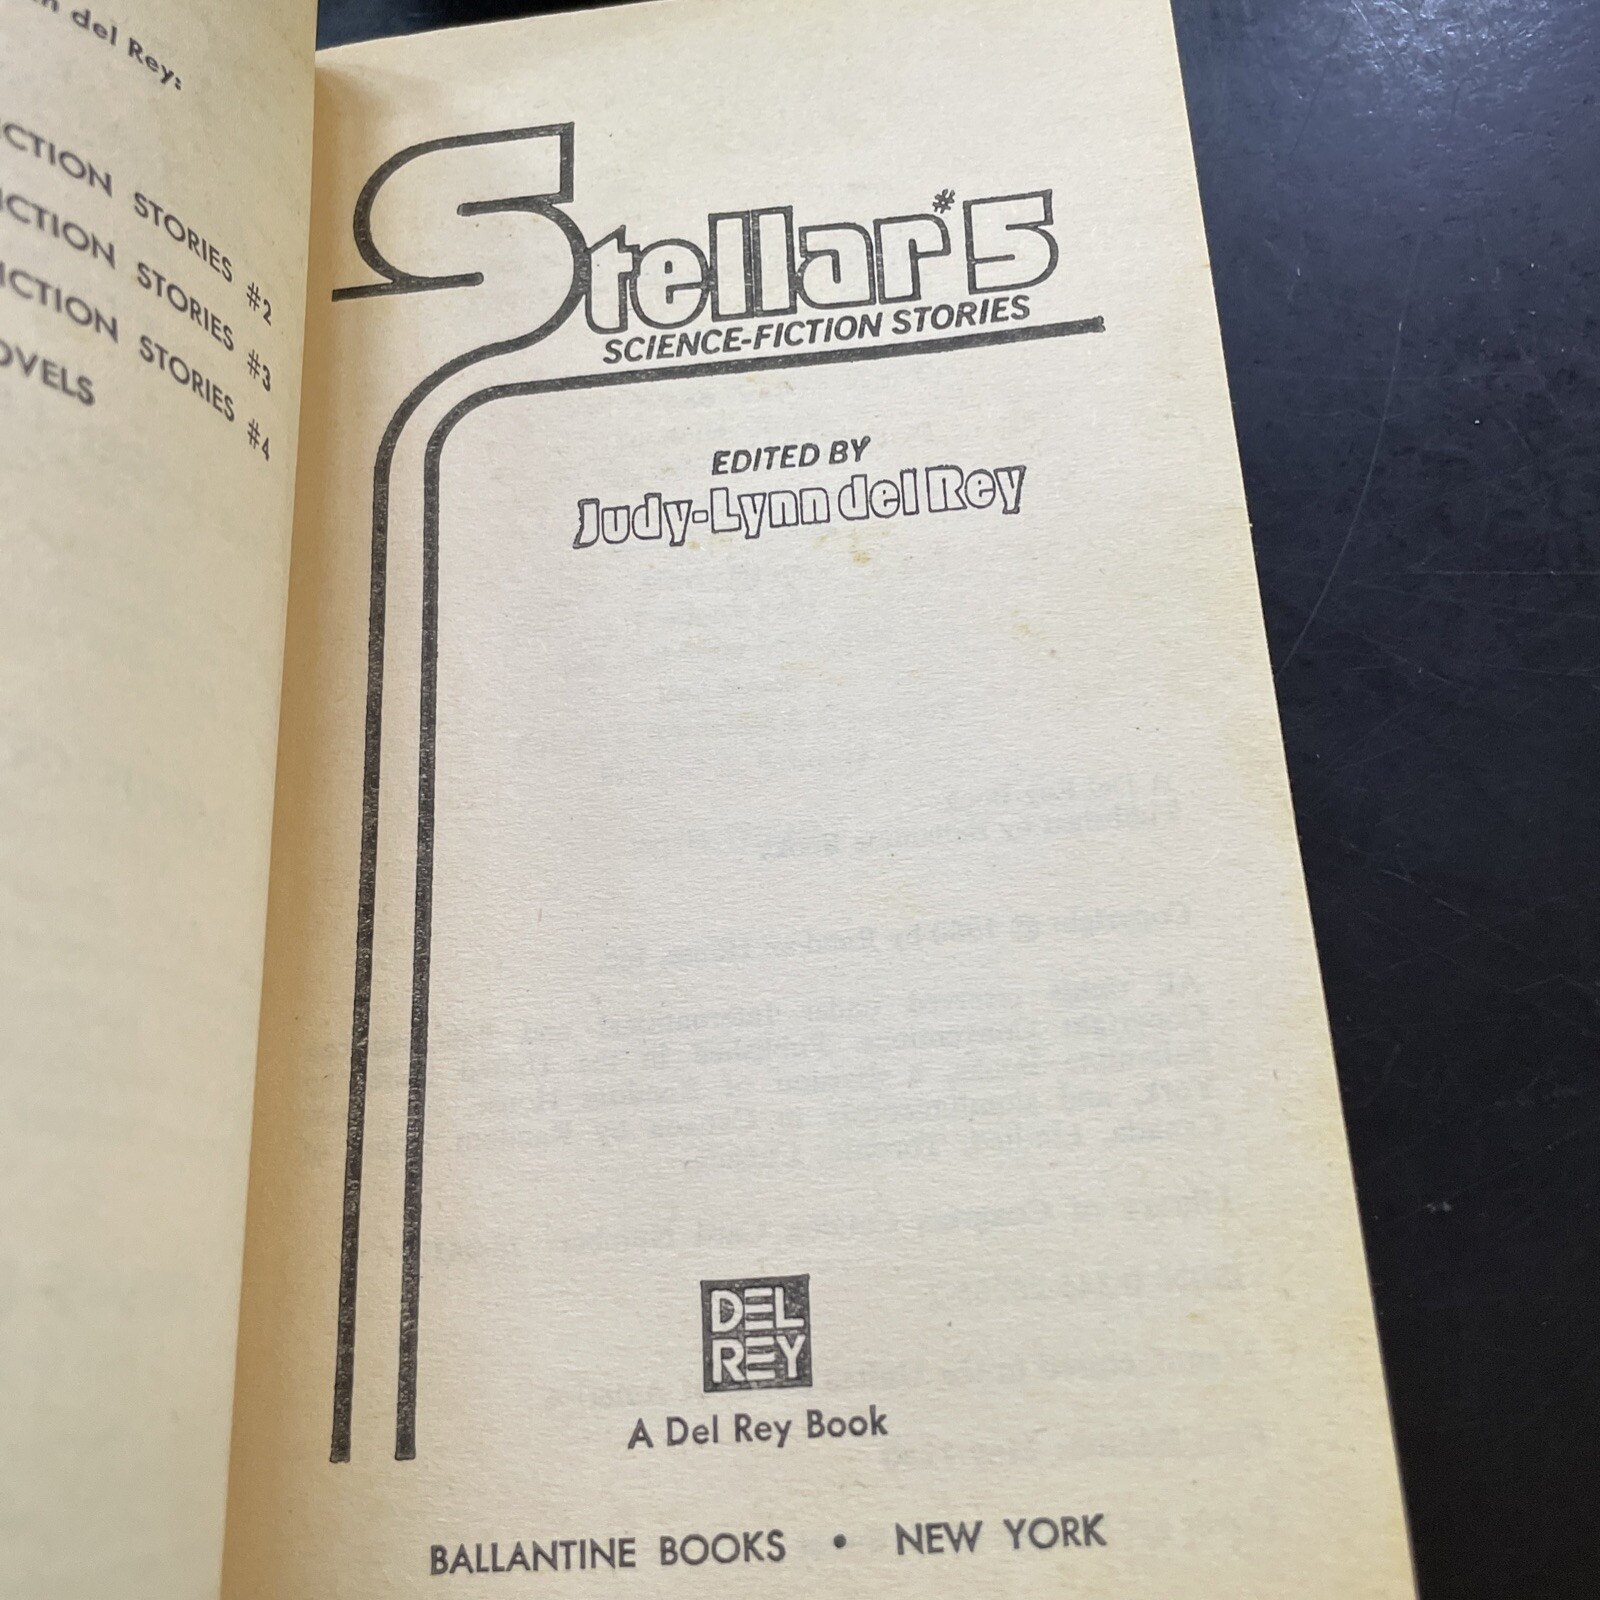 del Rey:
CTION STORIES #2
ICTION STORIES #3
ICTION STORIES #4
OVELS
Stellar #5
SCIENCE-FICTION STORIES
EDITED BY
Judy-Lynn del Rey
DEL
REY
A Del Rey Book
BALLANTINE BOOKS • NEW YORK